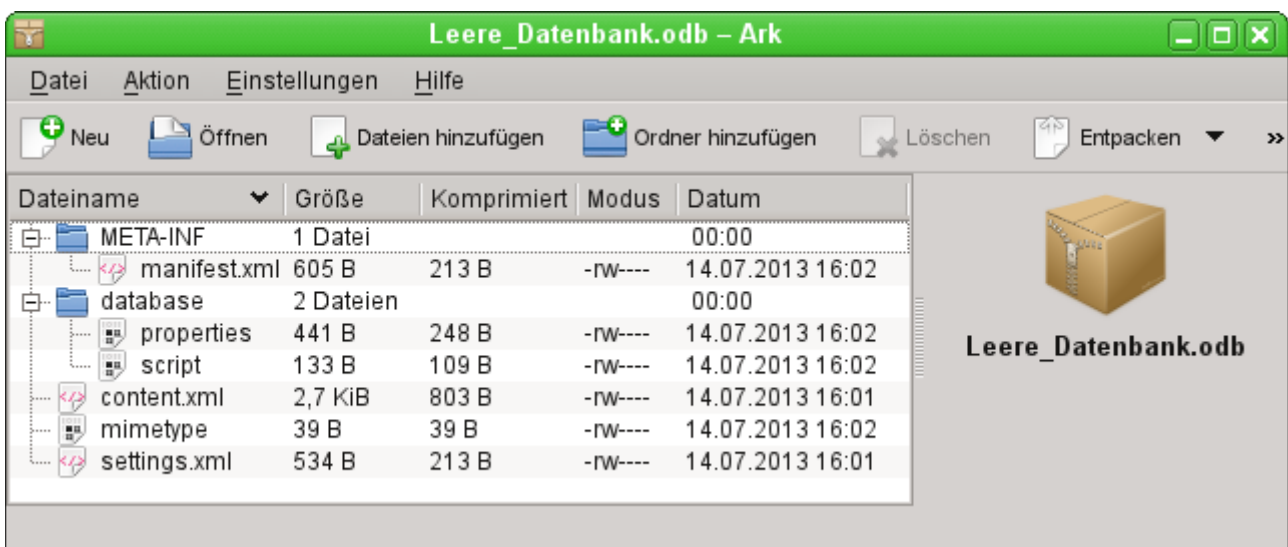 Leere_Datenbank.odb – Ark
Datei Aktion Einstellungen Hilfe
Neu Öffnen Dateien hinzufügen Ordner hinzufügen Löschen Entpacken »
Dateiname Größe Komprimiert Modus Datum
META-INF 1 Datei 00:00
manifest.xml 605 B 213 B -rw---- 14.07.2013 16:02
database 2 Dateien 00:00
properties 441 B 248 B -rw---- 14.07.2013 16:02
script 133 B 109 B -rw---- 14.07.2013 16:02
content.xml 2,7 KiB 803 B -rw---- 14.07.2013 16:01
mimetype 39 B 39 B -rw---- 14.07.2013 16:02
settings.xml 534 B 213 B -rw---- 14.07.2013 16:01
Leere_Datenbank.odb